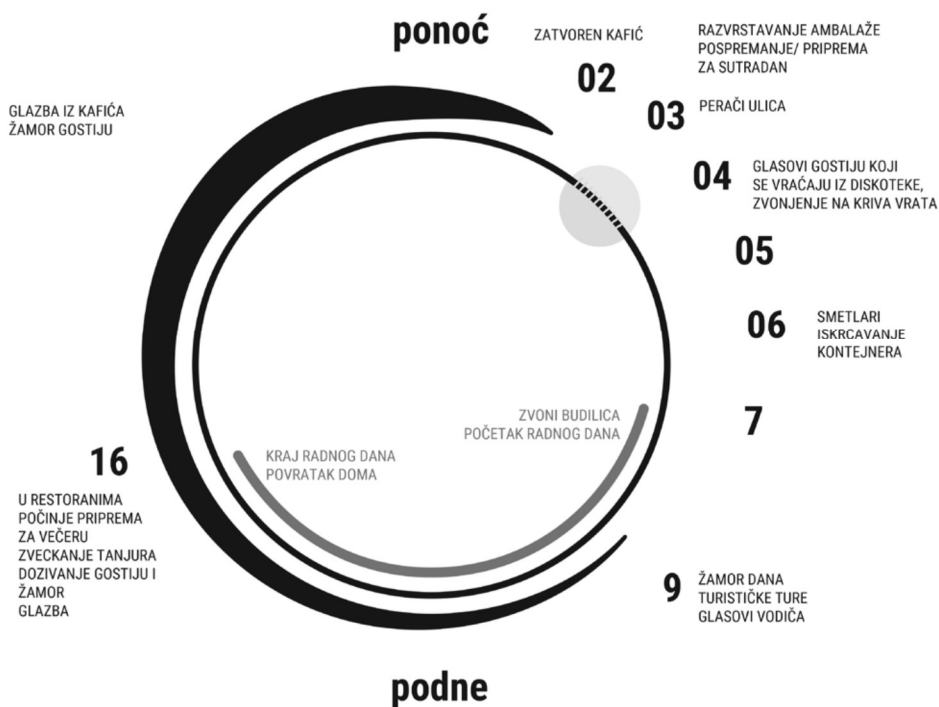 ponoć
ZATVOREN KAFIĆ
02
RAZVRSTAVANJE AMBALAŽE
POSPREMANJE/ PRIPREMA
ZA SUTRADAN
GLAZBA IZ KAFIĆA
ŽAMOR GOSTIJU
03
PERAČI ULICA
04
GLASOVI GOSTIJU KOJI
SE VRAĆAJU IZ DISKOTEKE,
ZVONJENJE NA KRIVA VRATA
05
06
SMETLARI
ISKRCAVANJE
KONTEJNERA
7
ZVONI BUDILICA
POČETAK RADNOG DANA
KRAJ RADNOG DANA
POVRATAK DOMA
16
U RESTORANIMA
POČINJE PRIPREMA
ZA VEČERU
ZVECKANJE TANJURA
DOZIVANJE GOSTIJU I
ŽAMOR
GLAZBA
9
ŽAMOR DANA
TURISTIČKE TURE
GLASOVI VODIČA
podne